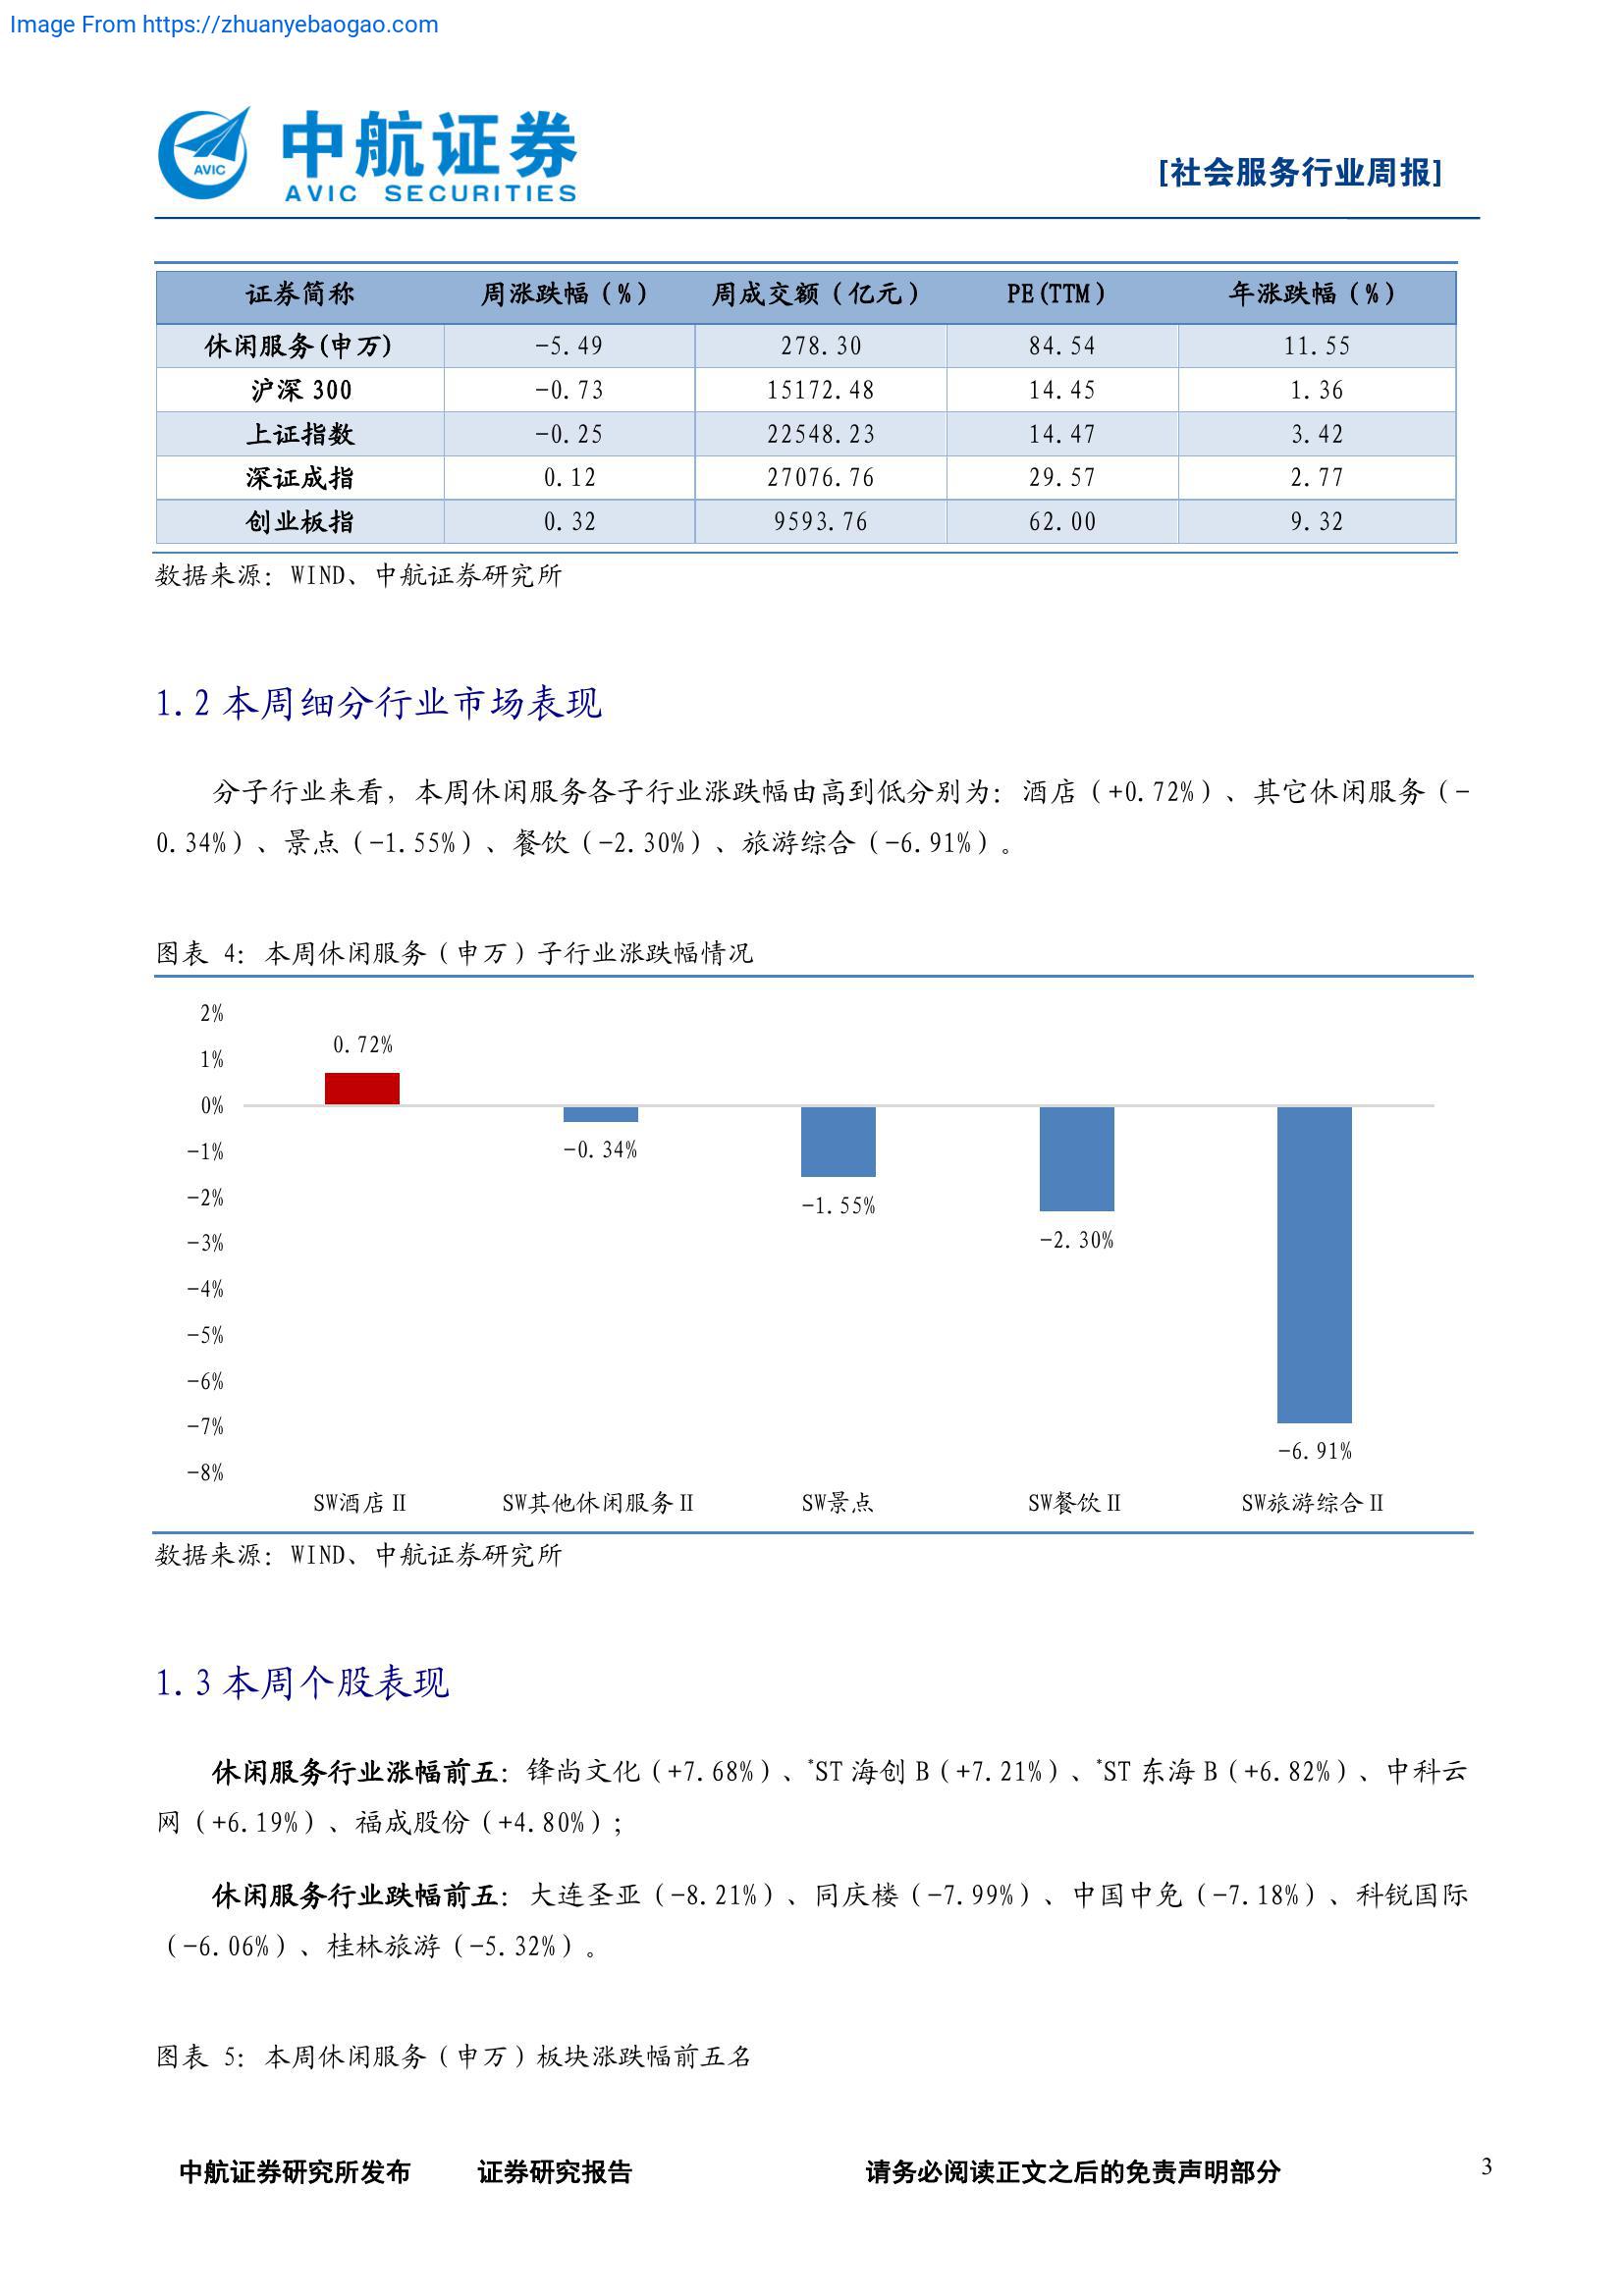 Image From https://zhuanyebaogao.com
AVIC
中航证券
AVIC SECURITIES
[社会服务行业周报]
证券简称 周涨跌幅（%） 周成交额（亿元） PE(TTM) 年涨跌幅（%）
休闲服务(申万) -5.49 278.30 84.54 11.55
沪深 300 -0.73 15172.48 14.45 1.36
上证指数 -0.25 22548.23 14.47 3.42
深证成指 0.12 27076.76 29.57 2.77
创业板指 0.32 9593.76 62.00 9.32
数据来源：WIND、中航证券研究所
1.2 本周细分行业市场表现
分子行业来看，本周休闲服务各子行业涨跌幅由高到低分别为：酒店（+0.72%）、其它休闲服务（-
0.34%）、景点（-1.55%）、餐饮（-2.30%）、旅游综合（-6.91%）。
图表 4：本周休闲服务（申万）子行业涨跌幅情况
2%
1%
0%
-1%
-2%
-3%
-4%
-5%
-6%
-7%
-8%
0.72%
-0.34%
-1.55%
-2.30%
-6.91%
SW酒店Ⅱ SW其他休闲服务Ⅱ SW景点 SW餐饮Ⅱ SW旅游综合Ⅱ
数据来源：WIND、中航证券研究所
1.3 本周个股表现
休闲服务行业涨幅前五：锋尚文化（+7.68%）、*ST 海创 B（+7.21%）、*ST 东海 B（+6.82%）、中科云
网（+6.19%）、福成股份（+4.80%）；
休闲服务行业跌幅前五：大连圣亚（-8.21%）、同庆楼（-7.99%）、中国中免（-7.18%）、科锐国际
（-6.06%）、桂林旅游（-5.32%）。
图表 5：本周休闲服务（申万）板块涨跌幅前五名
中航证券研究所发布 证券研究报告 请务必阅读正文之后的免责声明部分 3